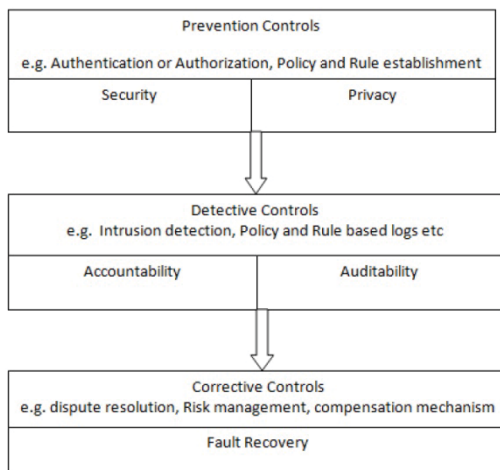 Prevention Controls
e.g. Authentication or Authorization, Policy and Rule establishment
Security
Privacy
Detective Controls
e.g. Intrusion detection, Policy and Rule based logs etc
Accountability
Auditability
Corrective Controls
e.g. dispute resolution, Risk management, compensation mechanism
Fault Recovery